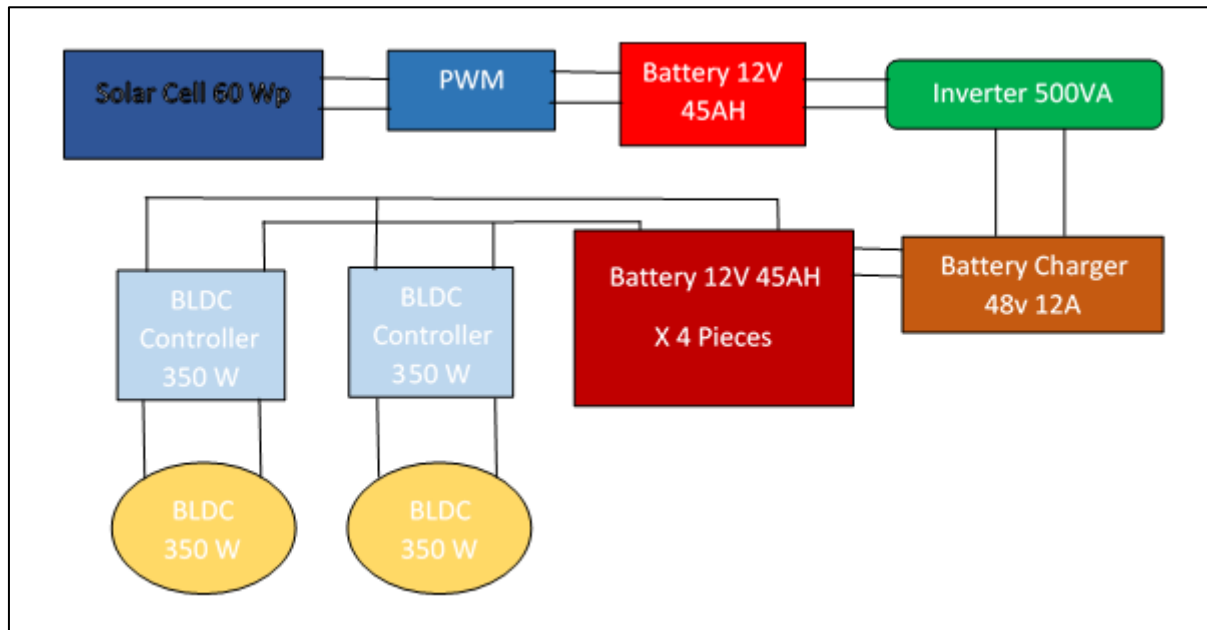 Solar Cell 60 Wp
PWM
Battery 12V
45AH
Inverter 500VA
BLDC
Controller
350 W
BLDC
Controller
350 W
Battery 12V 45AH
X 4 Pieces
Battery Charger
48v 12A
BLDC
350 W
BLDC
350 W